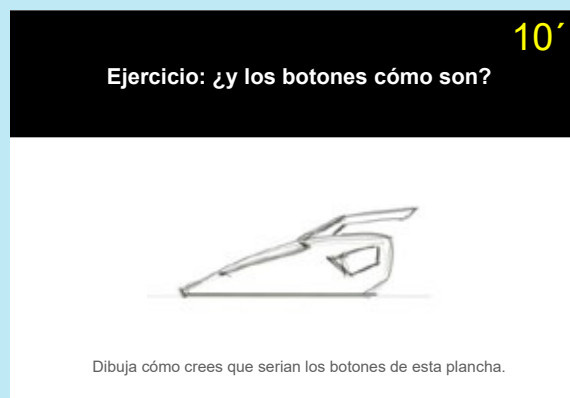 10´
Ejercicio: ¿y los botones cómo son?
Dibuja cómo crees que serian los botones de esta plancha.